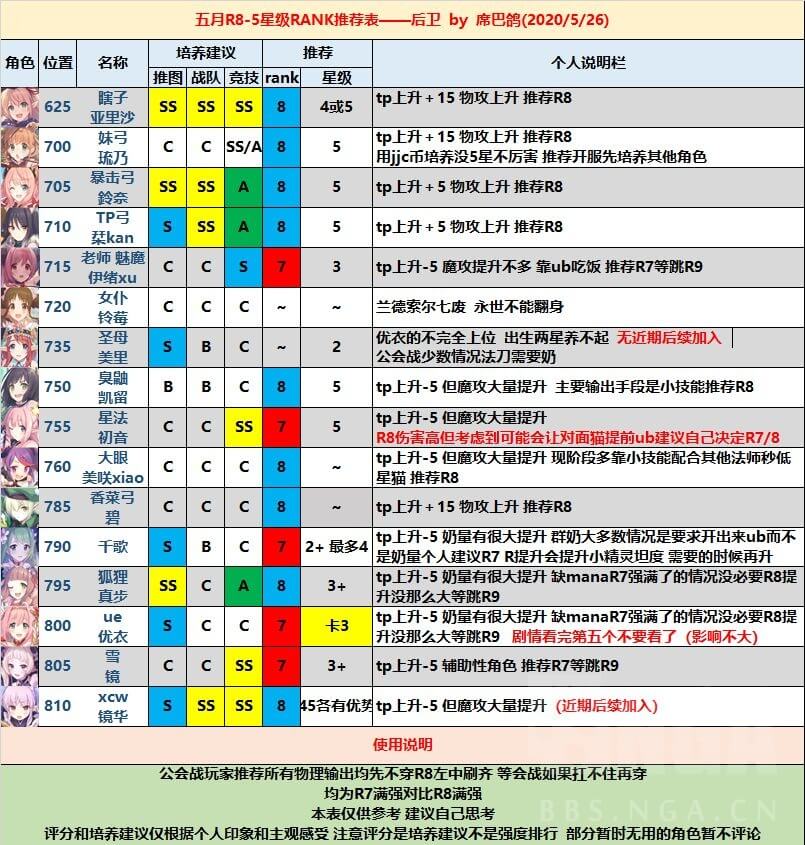 五月R8-5星级RANK推荐表——后卫 by 席巴鸽(2020/5/26)
角色 位置 名称 培养建议 推荐 个人说明栏
推图 战队 竞技 rank 星级
625 瞎子 亚里沙 SS SS SS 8 4或5 tp上升＋15 物攻上升 推荐R8
700 妹弓 琉乃 C C SS/A 8 5 tp上升＋15 物攻上升 推荐R8
用jjc币培养没5星不厉害 推荐开服先培养其他角色
705 暴击弓 鈴奈 SS SS A 8 5 tp上升＋5 物攻上升 推荐R8
710 TP弓 栞kan S SS A 8 5 tp上升＋5 物攻上升 推荐R8
715 老师 魅魔 伊绪xu C C S 7 3 tp上升-5 魔攻提升不多 靠ub吃饭 推荐R7等跳R9
720 女仆 铃莓 C C C ~ ~ 兰德索尔七废 永世不能翻身
735 圣母 美里 S B C ~ 2 优衣的不完全上位 出生两星养不起 无近期后续加入
公会战少数情况法刀需要奶
750 臭鼬 凯留 B B C 8 5 tp上升-5 但魔攻大量提升 主要输出手段是小技能推荐R8
755 星法 初音 C C SS 7 5 tp上升-5 但魔攻大量提升
R8伤害高但考虑到可能会让对面猫提前ub建议自己决定R7/8
760 大眼 美咲xiao C C C 8 ~ tp上升-5 但魔攻大量提升 现阶段多靠小技能配合其他法师秒低
星猫 推荐R8
785 香菜弓 碧 C C C 8 ~ tp上升＋15 物攻上升 推荐R8
790 千歌 S B C 7 2+ 最多4 tp上升-5 奶量有很大提升 群奶大多数情况是要求开出来ub而不
是奶量个人建议R7 R提升会提升小精灵坦度 需要的时候再升
795 狐狸 真步 SS C A 8 3+ tp上升-5 奶量有很大提升 缺manaR7强满了的情况没必要R8提
升没那么大等跳R9
800 ue 优衣 S C C 7 卡3 tp上升-5 奶量有很大提升 缺manaR7强满了的情况没必要R8提
升没那么大等跳R9 剧情看完第五个不要看了（影响不大）
805 雪 镜 C C SS 7 3+ tp上升-5 辅助性角色 推荐R7等跳R9
810 xcw 镜华 S SS SS 8 45各有优势 tp上升-5 但魔攻大量提升（近期后续加入）
使用说明
公会战玩家推荐所有物理输出均先不穿R8左中刷齐 等会战如果扛不住再穿
均为R7满强对比R8满强
本表仅供参考 建议自己思考
评分和培养建议仅根据个人印象和主观感受 注意评分是培养建议不是强度排行 部分暂时无用的角色暂不评论
NGA
BBS.NGA.CN